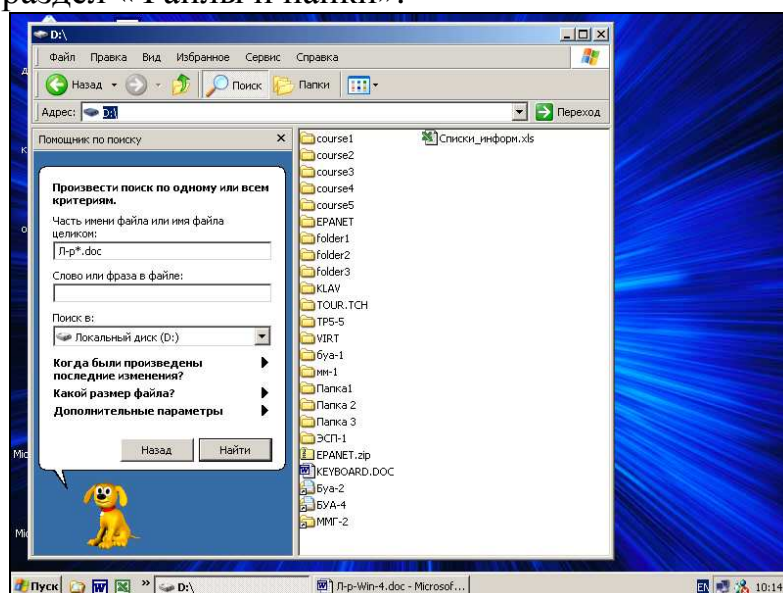 раздел «Файлы и папки».
D:\
Файл Правка Вид Избранное Сервис Справка
Назад Поиск Папки
Адрес: D:\ Переход
Помощник по поиску
Произвести поиск по одному или всем
критериям.
Часть имени файла или имя файла
целиком:
Л-р*.doc
Слово или фраза в файле:
Поиск в:
Локальный диск (D:)
Когда были произведены
последние изменения?
Какой размер файла?
Дополнительные параметры
Назад Найти
course1
course2
course3
course4
course5
EPANET
folder1
folder2
folder3
KLAV
TOUR.TCH
TP5-5
VIRT
буа-1
мм-1
Папка1
Папка 2
Папка 3
ЭСП-1
EPANET.zip
KEYBOARD.DOC
Буа-2
БУА-4
ММГ-2
Списки_информ.xls
Пуск » D:\ Л-р-Win-4.doc - Microsof... EN 10:14